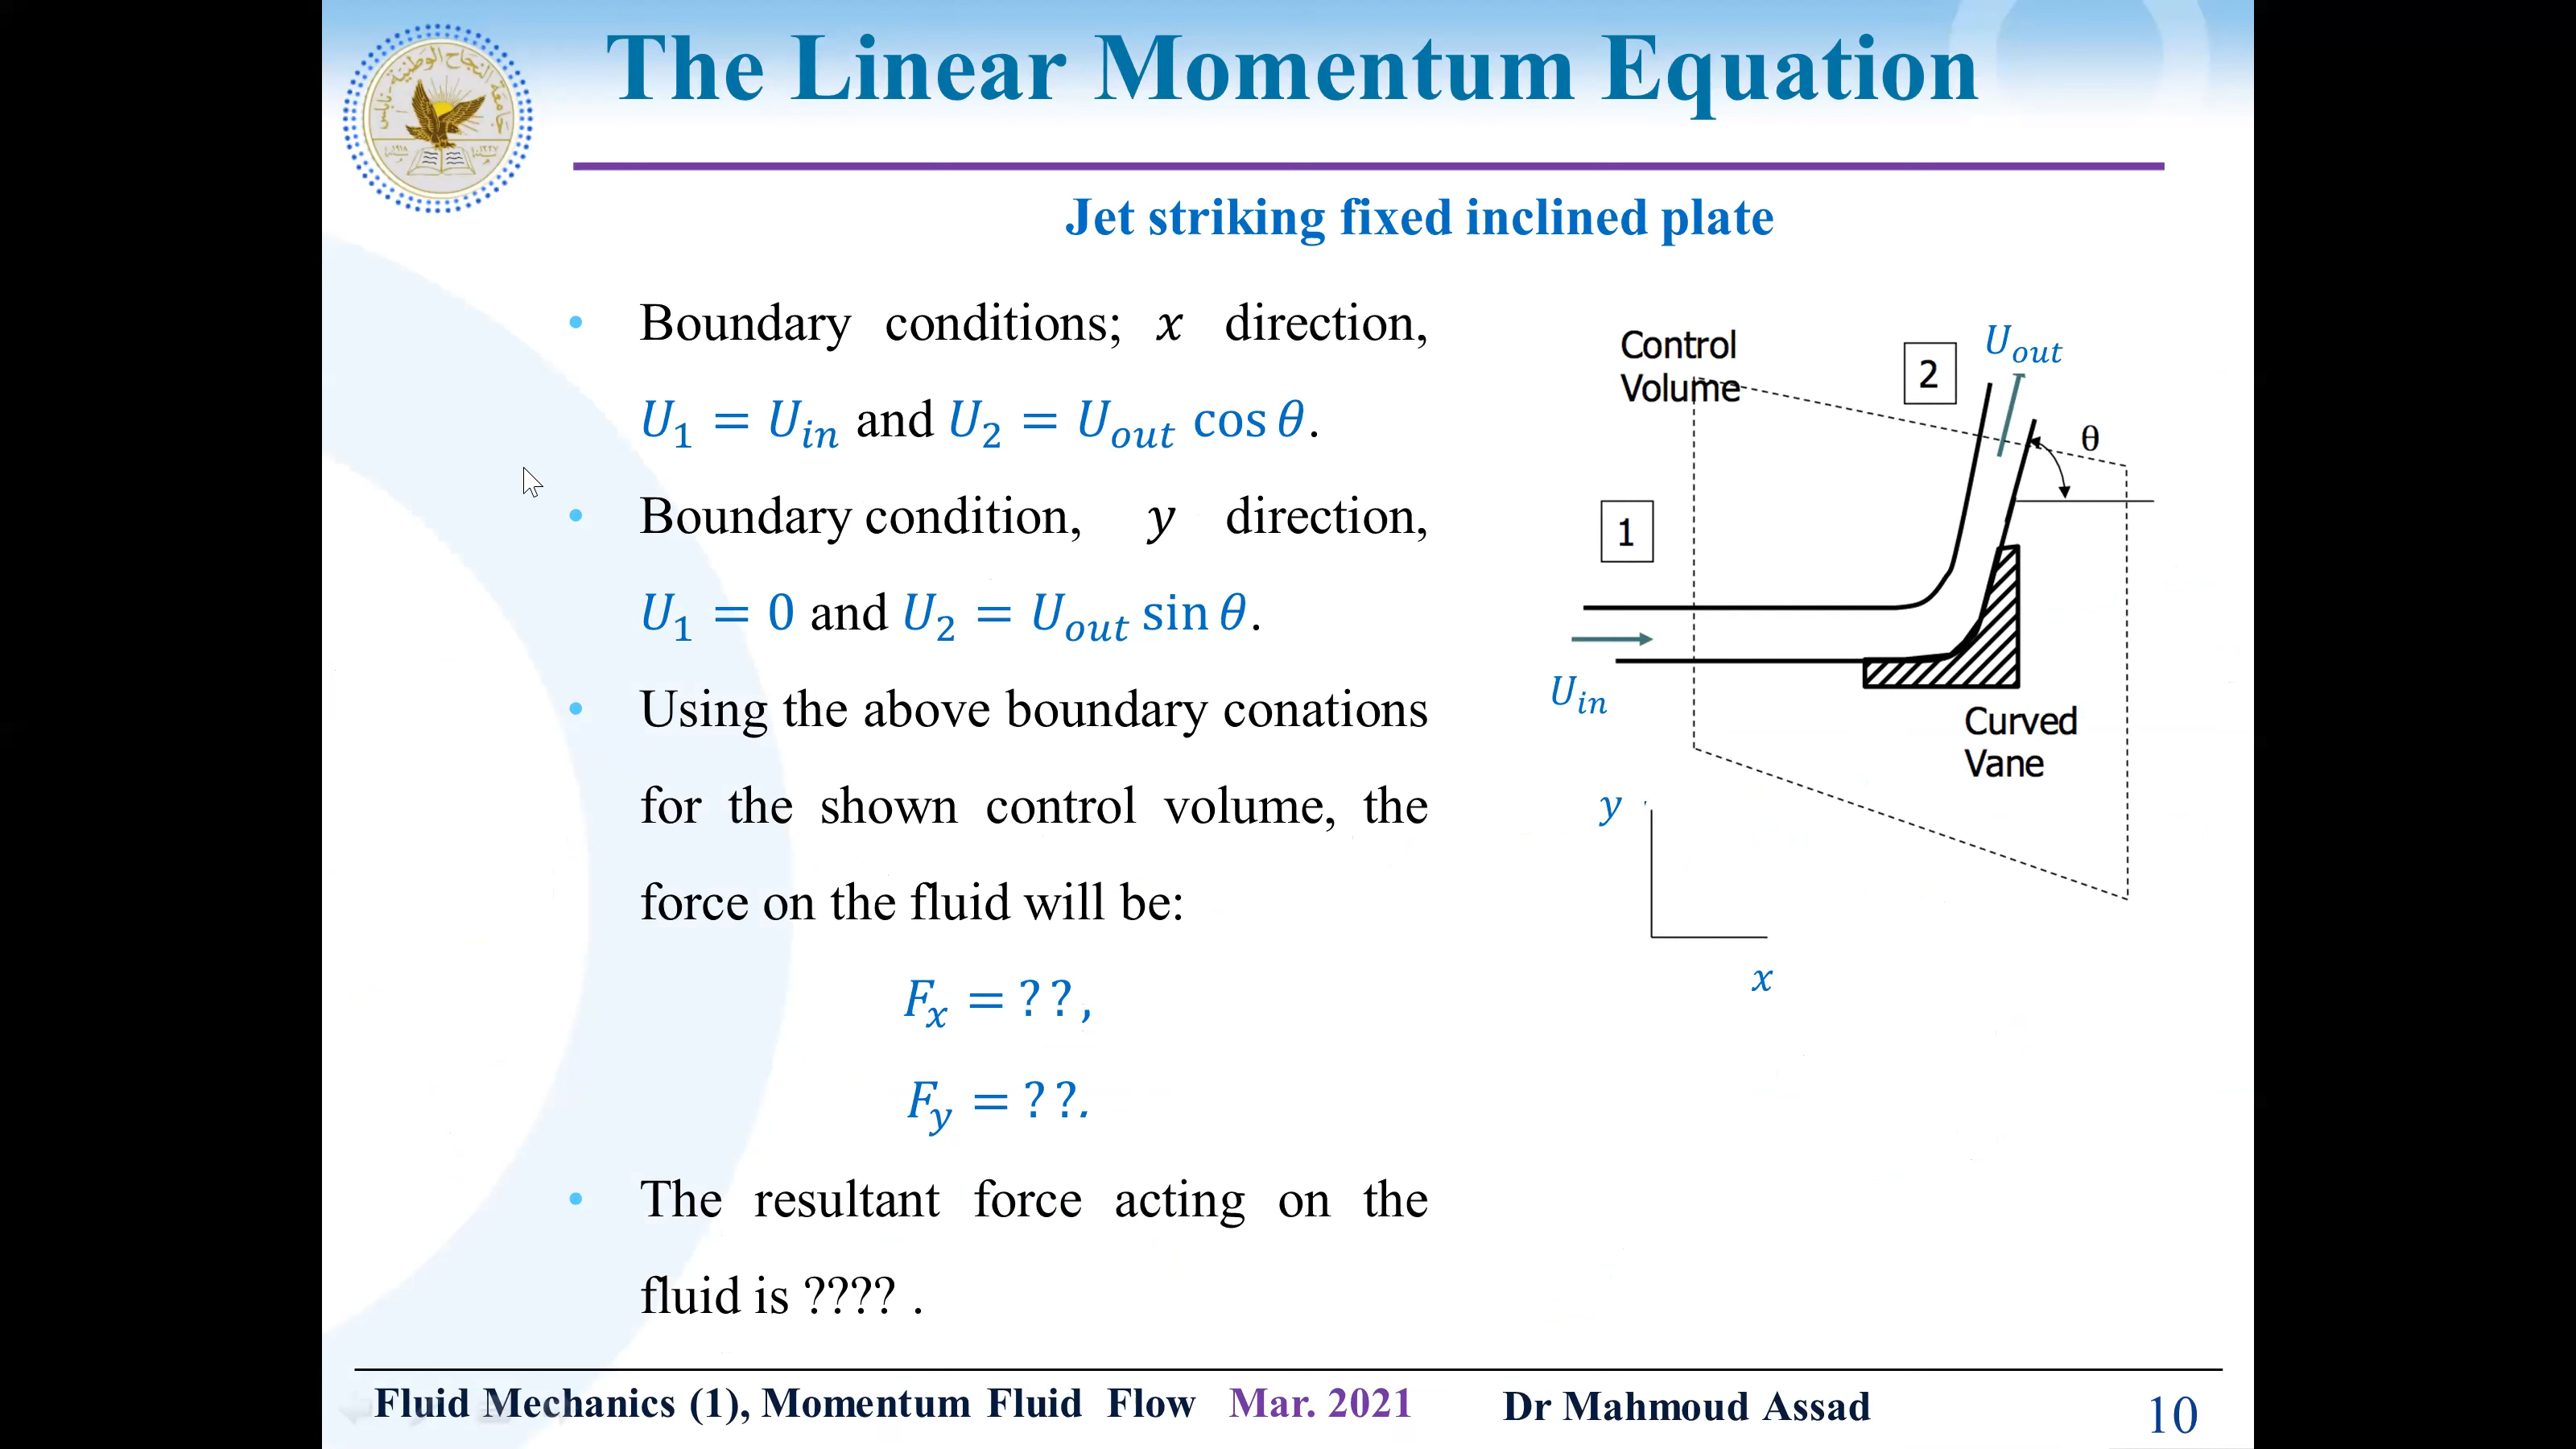 The Linear Momentum Equation
Jet striking fixed inclined plate
• Boundary conditions; x direction,
U₁ = U_in and U₂ = U_out cos θ.
• Boundary condition, y direction,
U₁ = 0 and U₂ = U_out sin θ.
• Using the above boundary conations
for the shown control volume, the
force on the fluid will be:
F_x = ? ? ,
F_y = ? ?.
• The resultant force acting on the
fluid is ???? .
Control
Volume
2
U_out
θ
1
U_in
Curved
Vane
y
x
Fluid Mechanics (1), Momentum Fluid Flow Mar. 2021 Dr Mahmoud Assad 10